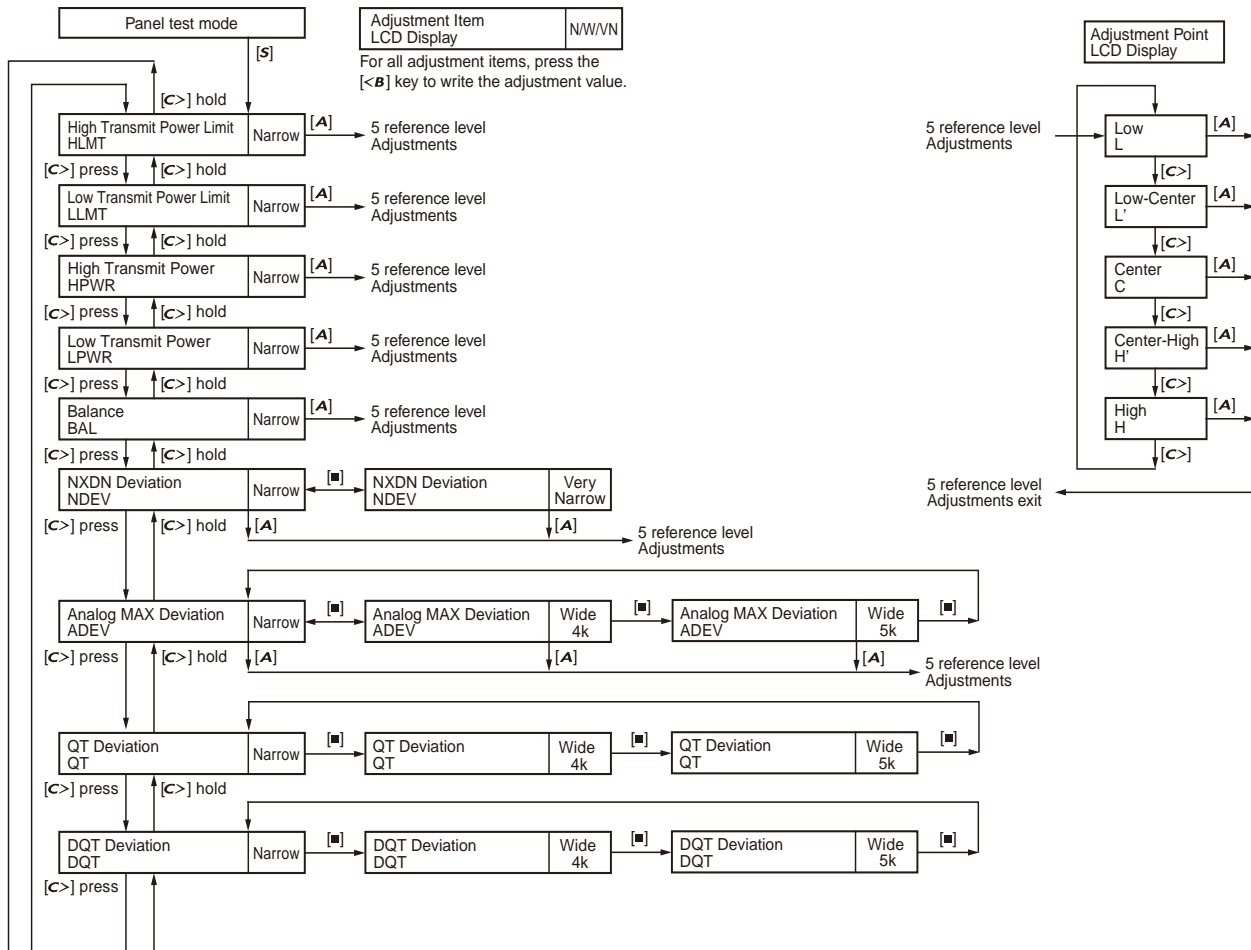 Panel test mode
[S]
Adjustment Item
LCD Display
N/W/VN
For all adjustment items, press the
[<B] key to write the adjustment value.
Adjustment Point
LCD Display
[C>] hold
High Transmit Power Limit
HLMT
Narrow
[A]
5 reference level
Adjustments
[C>] press
[C>] hold
Low Transmit Power Limit
LLMT
Narrow
[A]
5 reference level
Adjustments
[C>] press
[C>] hold
High Transmit Power
HPWR
Narrow
[A]
5 reference level
Adjustments
[C>] press
[C>] hold
Low Transmit Power
LPWR
Narrow
[A]
5 reference level
Adjustments
[C>] press
[C>] hold
Balance
BAL
Narrow
[A]
5 reference level
Adjustments
[C>] press
[C>] hold
NXDN Deviation
NDEV
Narrow
[■]
NXDN Deviation
NDEV
Very
Narrow
[C>] press
[C>] hold
[A]
[A]
5 reference level
Adjustments
Analog MAX Deviation
ADEV
Narrow
[■]
Analog MAX Deviation
ADEV
Wide
4k
[■]
Analog MAX Deviation
ADEV
Wide
5k
[■]
[C>] press
[C>] hold
[A]
[A]
[A]
5 reference level
Adjustments
QT Deviation
QT
Narrow
[■]
QT Deviation
QT
Wide
4k
[■]
QT Deviation
QT
Wide
5k
[■]
[C>] press
[C>] hold
DQT Deviation
DQT
Narrow
[■]
DQT Deviation
DQT
Wide
4k
[■]
DQT Deviation
DQT
Wide
5k
[■]
[C>] press
5 reference level
Adjustments
Low
L
[A]
[C>]
Low-Center
L'
[A]
[C>]
Center
C
[A]
[C>]
Center-High
H'
[A]
[C>]
High
H
[A]
[C>]
5 reference level
Adjustments exit